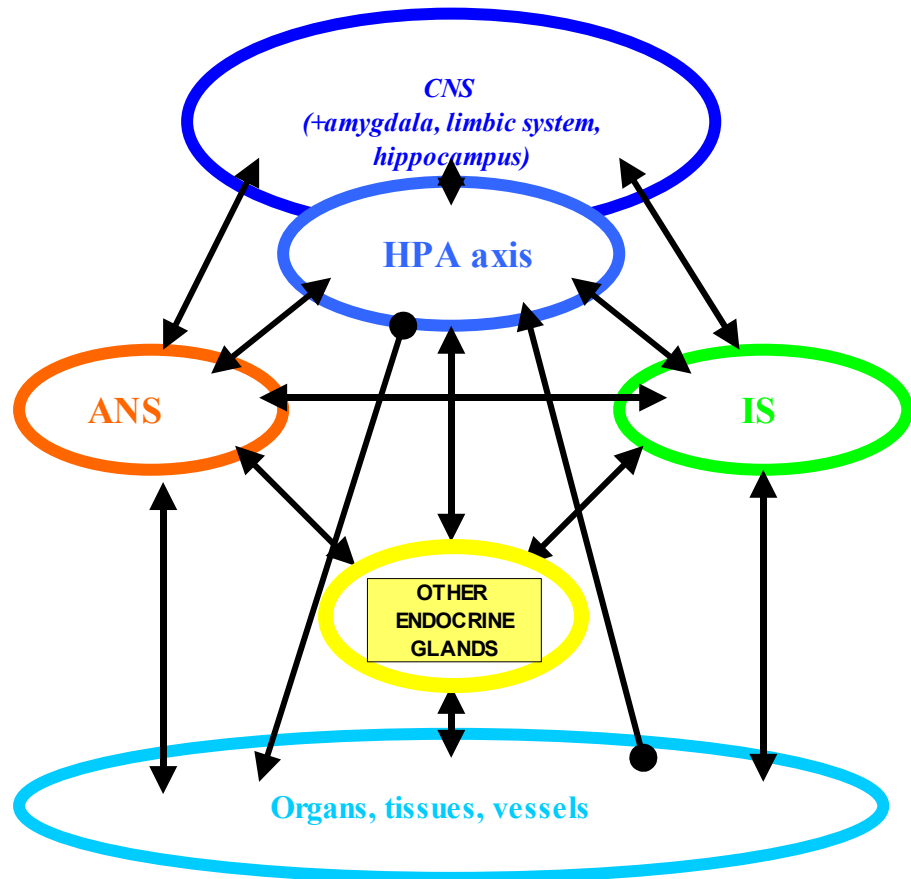 CNS
(+amygdala, limbic system,
hippocampus)
HPA axis
ANS
IS
OTHER
ENDOCRINE
GLANDS
Organs, tissues, vessels